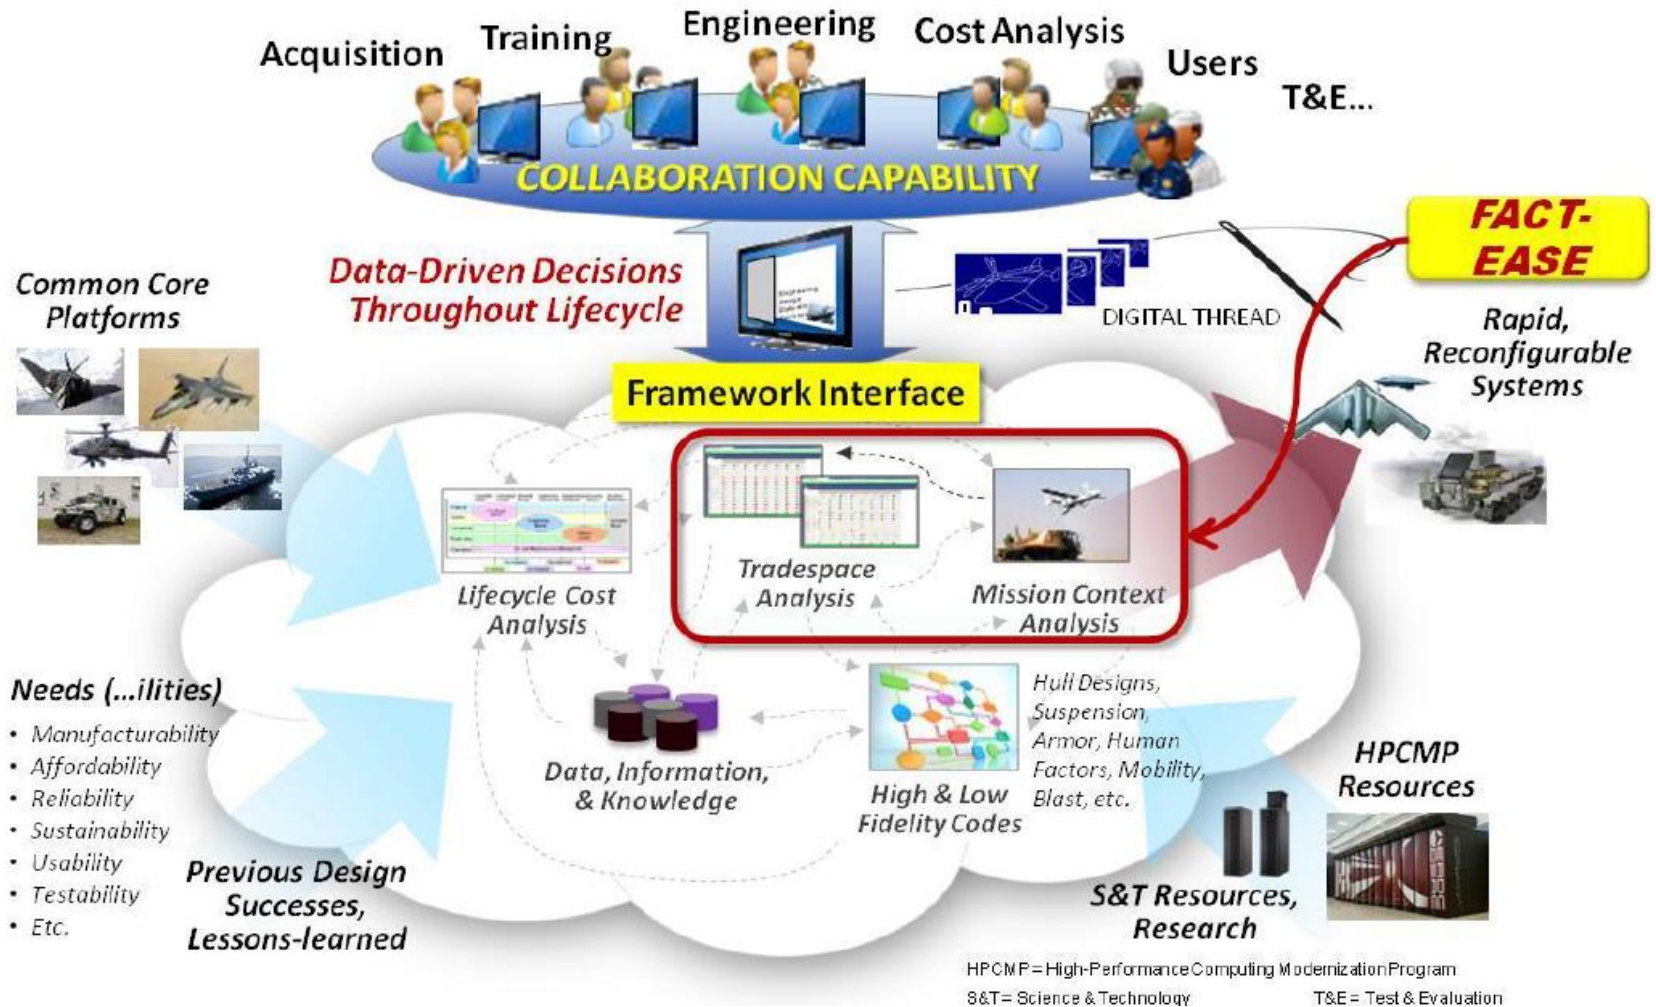 Acquisition
Training
Engineering
Cost Analysis
Users
T&E...
COLLABORATION CAPABILITY
FACT-
EASE
Data-Driven Decisions
Throughout Lifecycle
DIGITAL THREAD
Common Core
Platforms
Rapid,
Reconfigurable
Systems
Framework Interface
Lifecycle Cost
Analysis
Tradespace
Analysis
Mission Context
Analysis
Needs (...ilities)
• Manufacturability
• Affordability
• Reliability
• Sustainability
• Usability
• Testability
• Etc.
Previous Design
Successes,
Lessons-learned
Data, Information,
& Knowledge
High & Low
Fidelity Codes
Hull Designs,
Suspension,
Armor, Human
Factors, Mobility,
Blast, etc.
HPCMP
Resources
S&T Resources,
Research
HPCMP = High-Performance Computing Modernization Program
S&T = Science & Technology T&E = Test & Evaluation